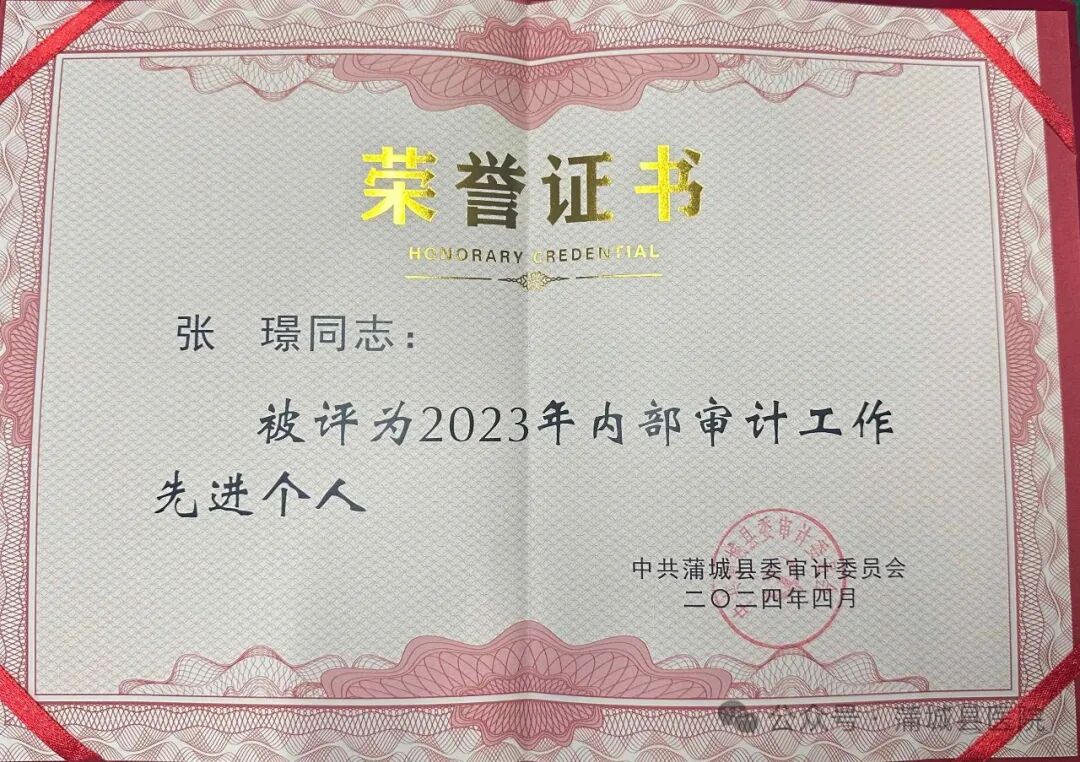 荣誉证书
HONORARY CREDENTIAL
张 璟同志：
被评为2023年内部审计工作
先进个人
中共蒲城县委审计委员会
二〇二四年四月
公众号·蒲城县医院